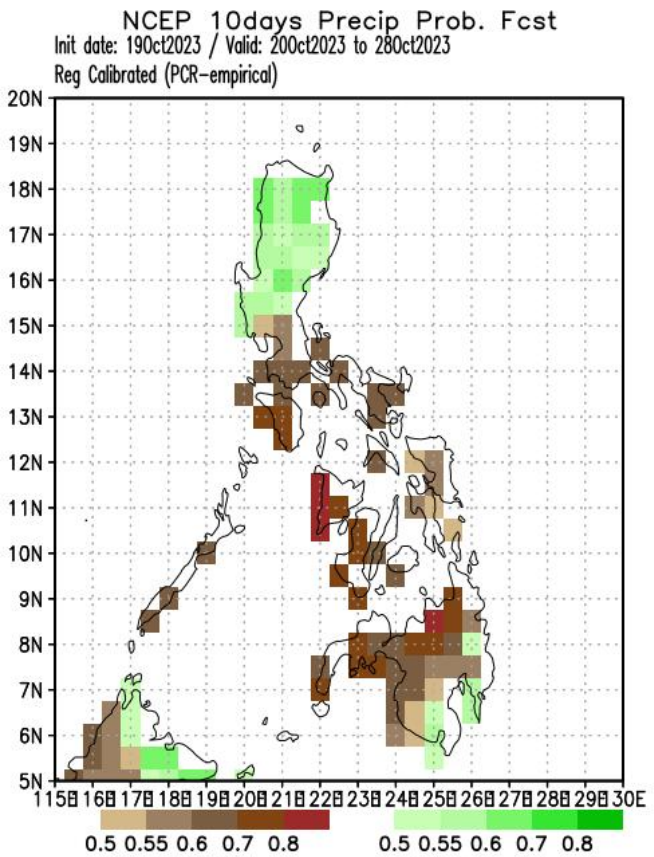 NCEP 10days Precip Prob. Fcst
Init date: 19Oct2023 / Valid: 20Oct2023 to 28Oct2023
Reg Calibrated (PCR-empirical)
20N
19N
18N
17N
16N
15N
14N
13N
12N
11N
10N
9N
8N
7N
6N
5N
115E 116E 117E 118E 119E 120E 121E 122E 123E 124E 125E 126E 127E 128E 129E 130E
0.5 0.55 0.6 0.7 0.8 0.5 0.55 0.6 0.7 0.8